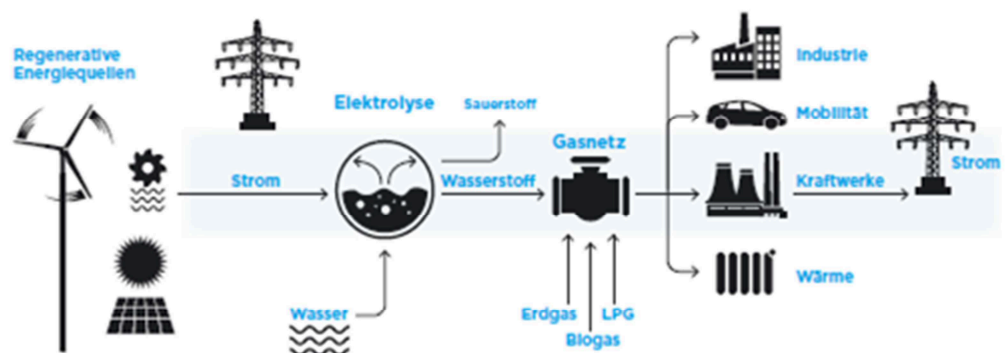 Regenerative
Energiequellen
Elektrolyse
Sauerstoff
Gasnetz
Industrie
Mobilität
Strom
Strom
Wasserstoff
Kraftwerke
Wärme
Wasser
Erdgas
LPG
Biogas